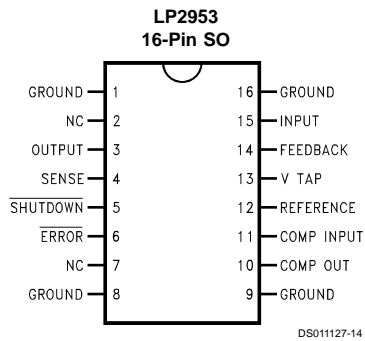 LP2953
16-Pin SO
GROUND 1 16 GROUND
NC 2 15 INPUT
OUTPUT 3 14 FEEDBACK
SENSE 4 13 V TAP
SHUTDOWN 5 12 REFERENCE
ERROR 6 11 COMP INPUT
NC 7 10 COMP OUT
GROUND 8 9 GROUND
DS011127-14